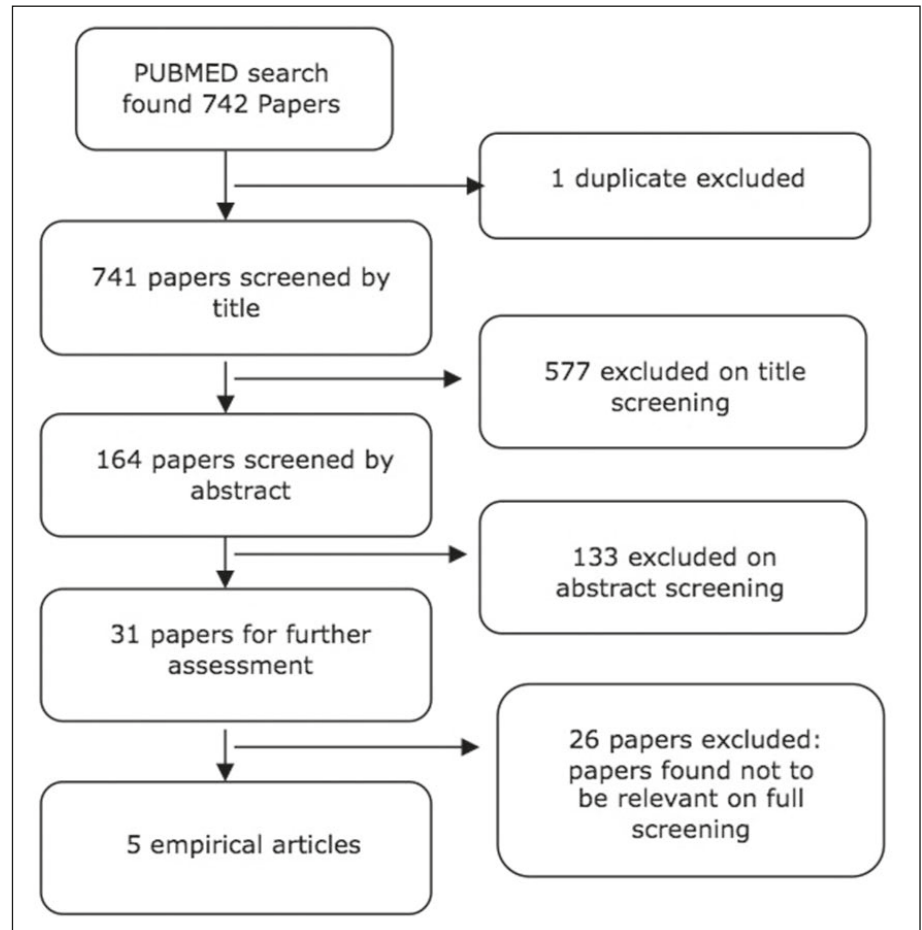 PUBMED search
found 742 Papers
1 duplicate excluded
741 papers screened by
title
577 excluded on title
screening
164 papers screened by
abstract
133 excluded on
abstract screening
31 papers for further
assessment
26 papers excluded:
papers found not to
be relevant on full
screening
5 empirical articles